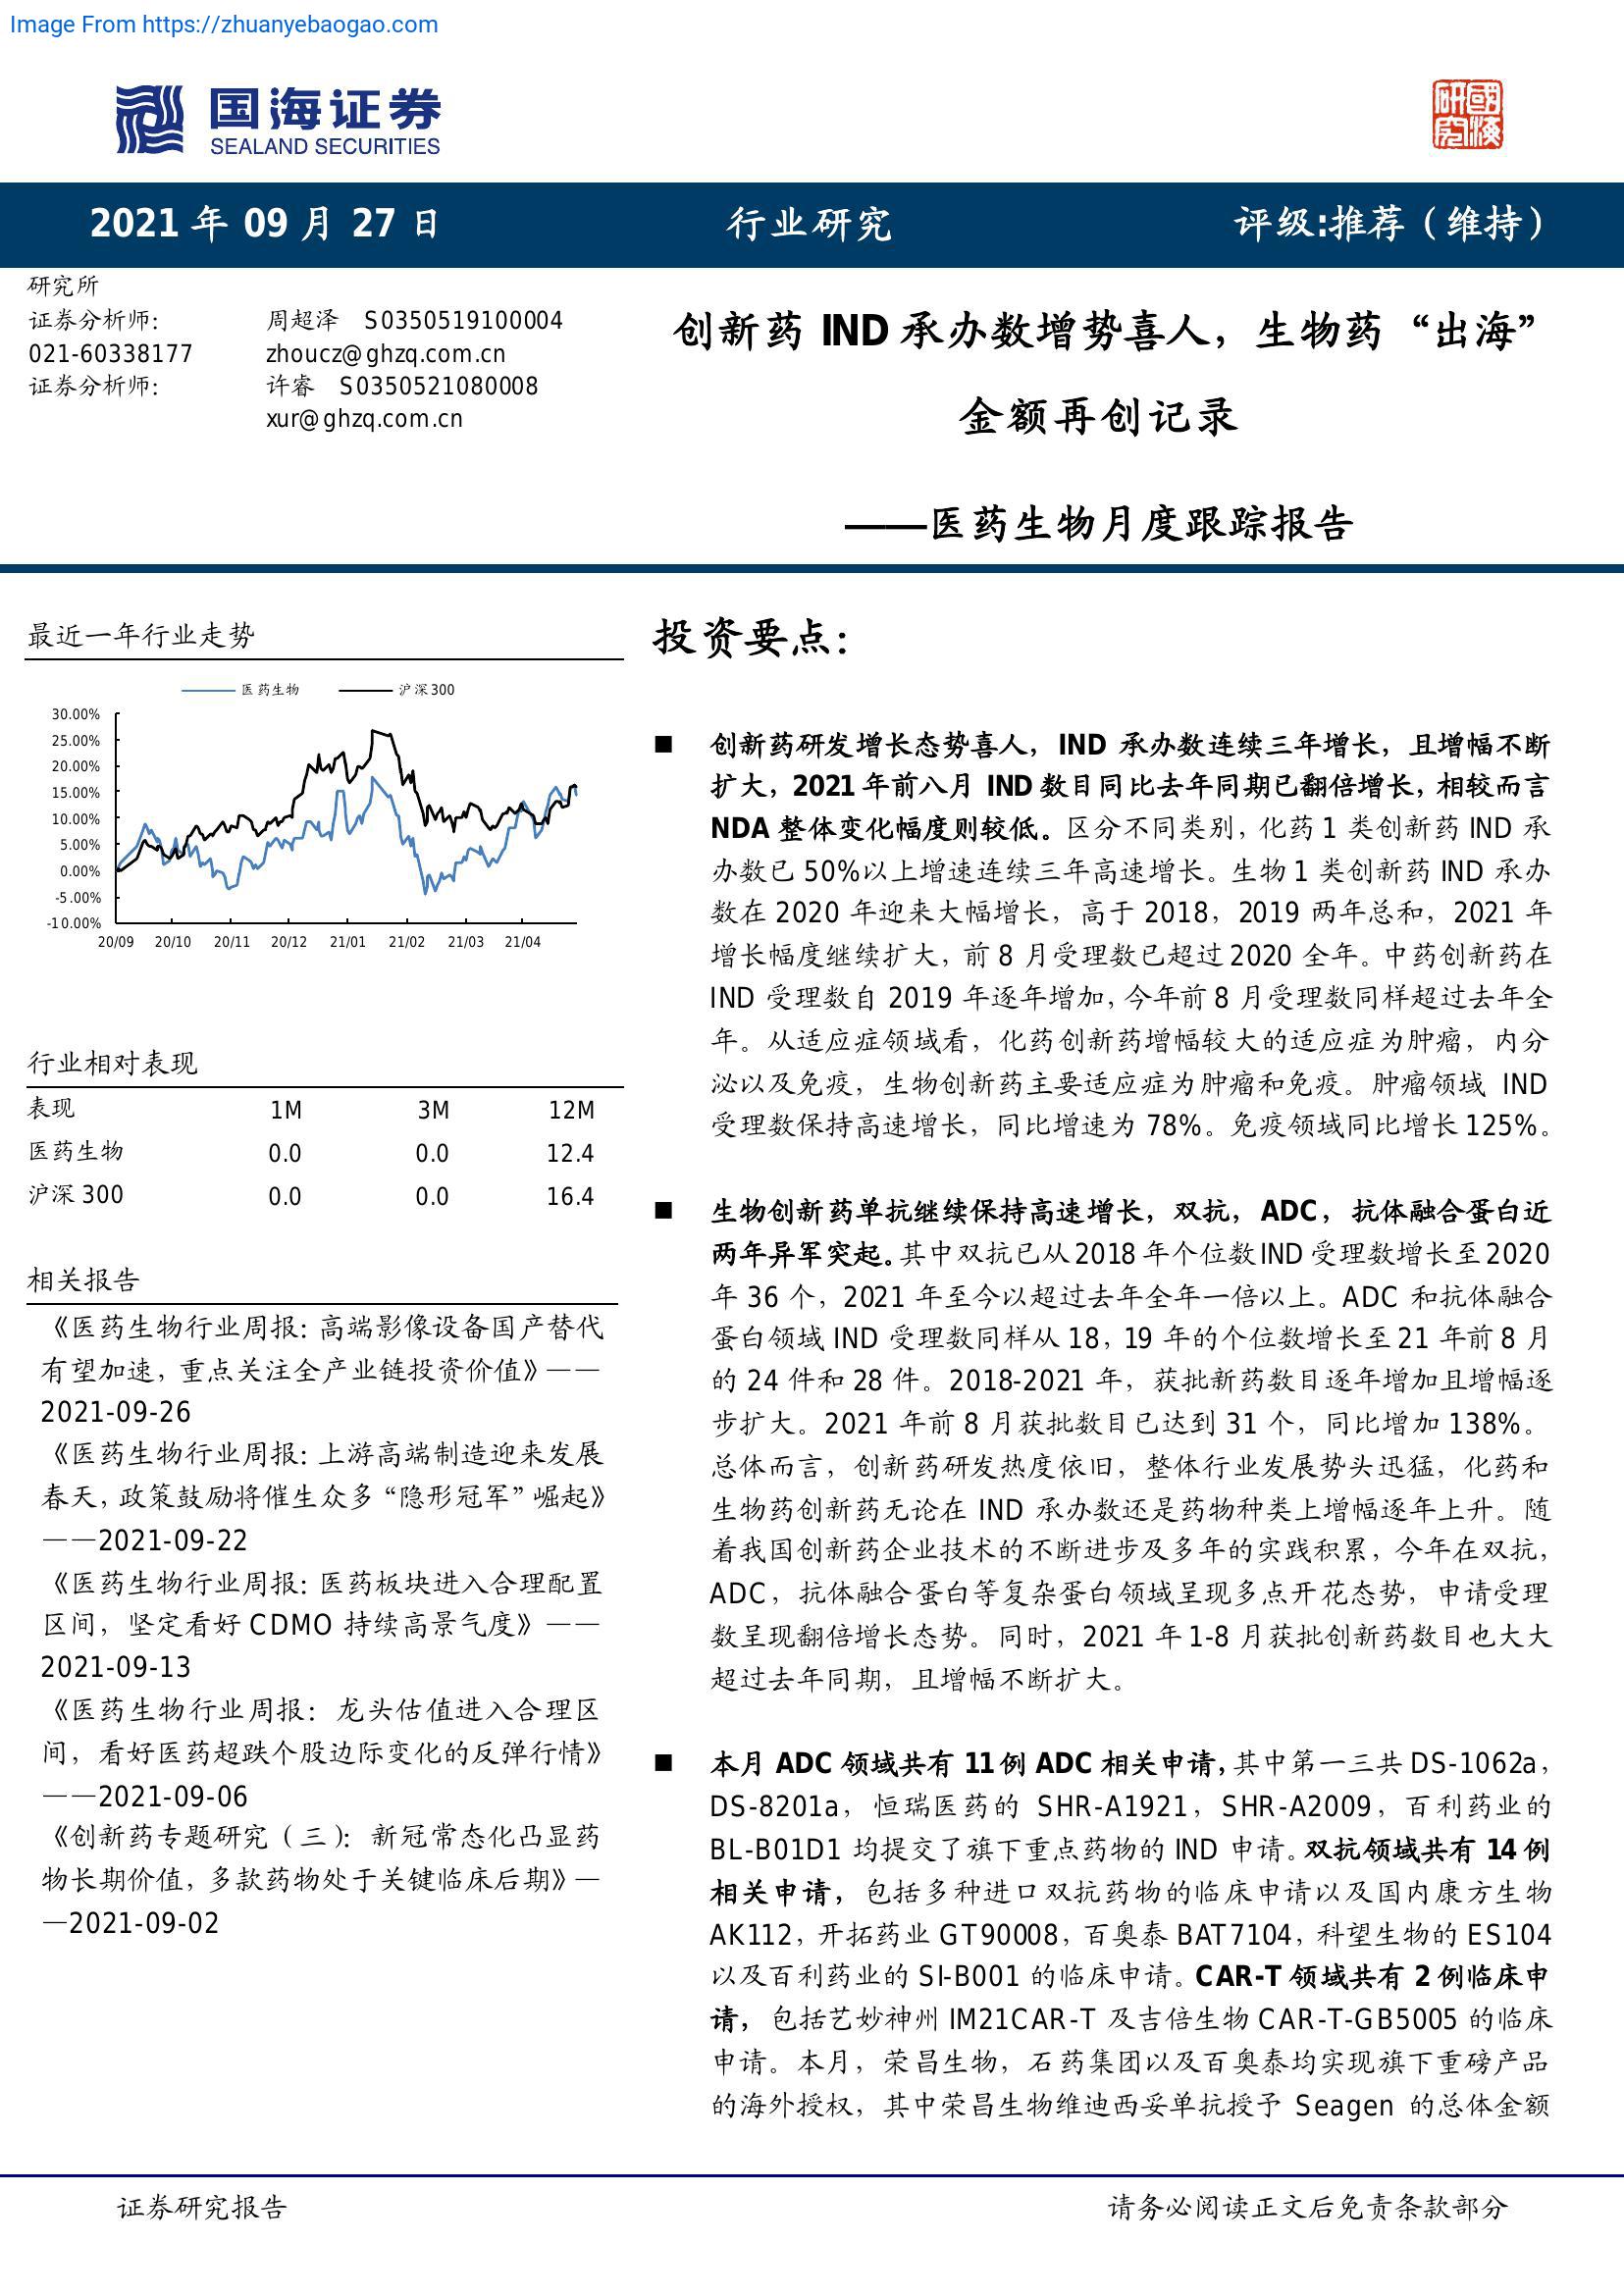 Image From https://zhuanyebaogao.com
国海证券
SEALAND SECURITIES
研國
究海
2021 年 09 月 27 日
行业研究
评级:推荐（维持）
研究所
证券分析师: 周超泽 S0350519100004
021-60338177 zhoucz@ghzq.com.cn
证券分析师: 许睿 S0350521080008
xur@ghzq.com.cn
创新药 IND 承办数增势喜人，生物药“出海”
金额再创记录
——医药生物月度跟踪报告
最近一年行业走势
医药生物 沪深300
30.00%
25.00%
20.00%
15.00%
10.00%
5.00%
0.00%
-5.00%
-10.00%
20/09 20/10 20/11 20/12 21/01 21/02 21/03 21/04
行业相对表现
表现 1M 3M 12M
医药生物 0.0 0.0 12.4
沪深 300 0.0 0.0 16.4
相关报告
《医药生物行业周报：高端影像设备国产替代
有望加速，重点关注全产业链投资价值》——
2021-09-26
《医药生物行业周报：上游高端制造迎来发展
春天，政策鼓励将催生众多“隐形冠军”崛起》
——2021-09-22
《医药生物行业周报：医药板块进入合理配置
区间，坚定看好 CDMO 持续高景气度》——
2021-09-13
《医药生物行业周报：龙头估值进入合理区
间，看好医药超跌个股边际变化的反弹行情》
——2021-09-06
《创新药专题研究（三）：新冠常态化凸显药
物长期价值，多款药物处于关键临床后期》—
—2021-09-02
投资要点：
■ 创新药研发增长态势喜人，IND 承办数连续三年增长，且增幅不断
扩大，2021 年前八月 IND 数目同比去年同期已翻倍增长，相较而言
NDA 整体变化幅度则较低。区分不同类别，化药 1 类创新药 IND 承
办数已 50%以上增速连续三年高速增长。生物 1 类创新药 IND 承办
数在 2020 年迎来大幅增长，高于 2018，2019 两年总和，2021 年
增长幅度继续扩大，前 8 月受理数已超过 2020 全年。中药创新药在
IND 受理数自 2019 年逐年增加，今年前 8 月受理数同样超过去年全
年。从适应症领域看，化药创新药增幅较大的适应症为肿瘤，内分
泌以及免疫，生物创新药主要适应症为肿瘤和免疫。肿瘤领域 IND
受理数保持高速增长，同比增速为 78%。免疫领域同比增长 125%。
■ 生物创新药单抗继续保持高速增长，双抗，ADC，抗体融合蛋白近
两年异军突起。其中双抗已从 2018 年个位数 IND 受理数增长至 2020
年 36 个，2021 年至今以超过去年全年一倍以上。ADC 和抗体融合
蛋白领域 IND 受理数同样从 18，19 年的个位数增长至 21 年前 8 月
的 24 件和 28 件。2018-2021 年，获批新药数目逐年增加且增幅逐
步扩大。2021 年前 8 月获批数目已达到 31 个，同比增加 138%。
总体而言，创新药研发热度依旧，整体行业发展势头迅猛，化药和
生物药创新药无论在 IND 承办数还是药物种类上增幅逐年上升。随
着我国创新药企业技术的不断进步及多年的实践积累，今年在双抗，
ADC，抗体融合蛋白等复杂蛋白领域呈现多点开花态势，申请受理
数呈现翻倍增长态势。同时，2021 年 1-8 月获批创新药数目也大大
超过去年同期，且增幅不断扩大。
■ 本月 ADC 领域共有 11 例 ADC 相关申请，其中第一三共 DS-1062a，
DS-8201a，恒瑞医药的 SHR-A1921，SHR-A2009，百利药业的
BL-B01D1 均提交了旗下重点药物的 IND 申请。双抗领域共有 14 例
相关申请，包括多种进口双抗药物的临床申请以及国内康方生物
AK112，开拓药业 GT90008，百奥泰 BAT7104，科望生物的 ES104
以及百利药业的 SI-B001 的临床申请。CAR-T 领域共有 2 例临床申
请，包括艺妙神州 IM21CAR-T 及吉倍生物 CAR-T-GB5005 的临床
申请。本月，荣昌生物，石药集团以及百奥泰均实现旗下重磅产品
的海外授权，其中荣昌生物维迪西妥单抗授予 Seagen 的总体金额
证券研究报告
请务必阅读正文后免责条款部分